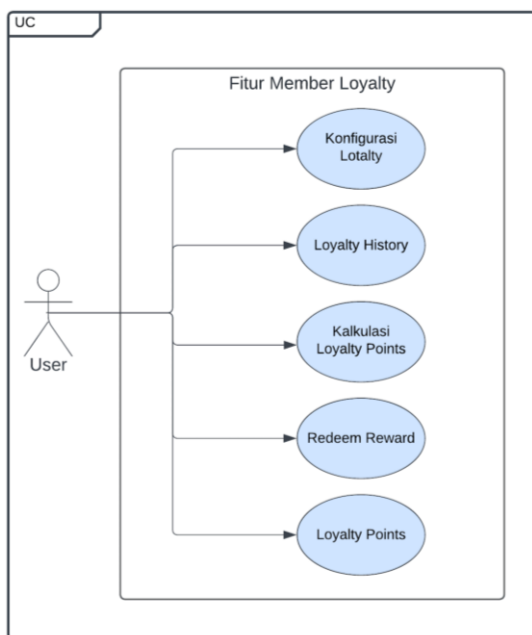 UC
Fitur Member Loyalty
Konfigurasi
Lotalty
Loyalty History
Kalkulasi
Loyalty Points
User
Redeem Reward
Loyalty Points